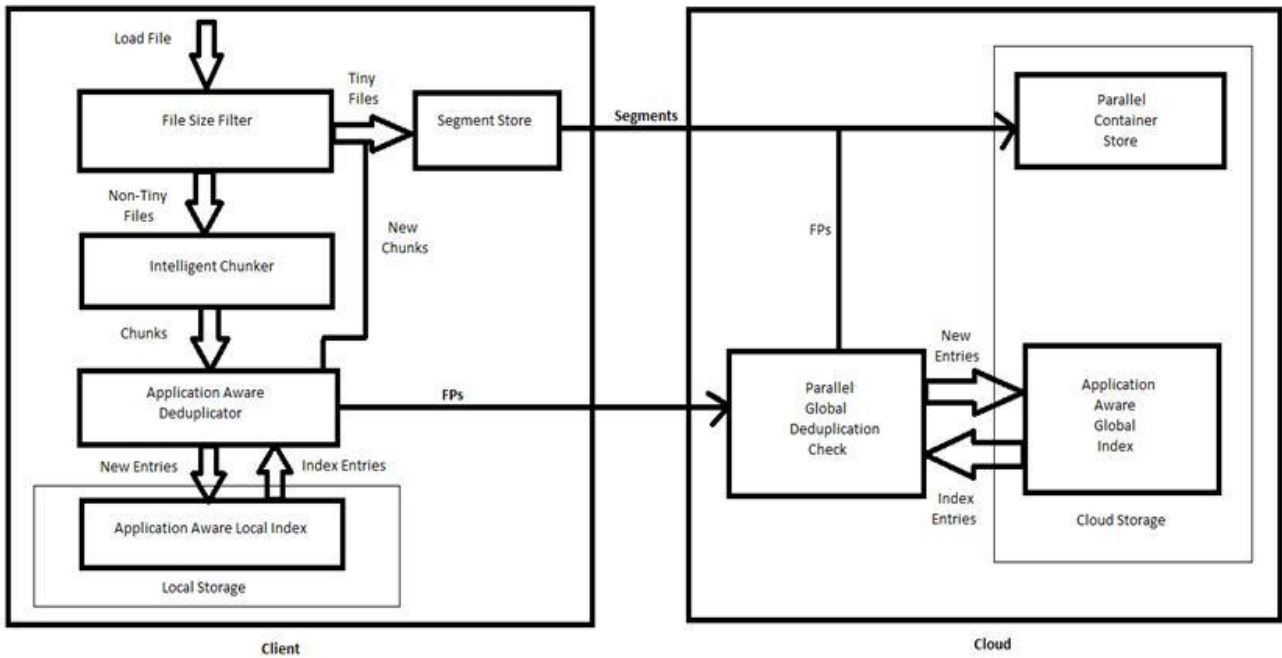 Load File
Tiny
Files
File Size Filter
Segment Store
Segments
Parallel
Container
Store
Non-Tiny
Files
New
Chunks
FPs
Intelligent Chunker
Chunks
New
Entries
Application Aware
Deduplicator
FPs
Parallel
Global
Deduplication
Check
Application
Aware
Global
Index
New Entries
Index Entries
Index
Entries
Application Aware Local Index
Cloud Storage
Local Storage
Client
Cloud